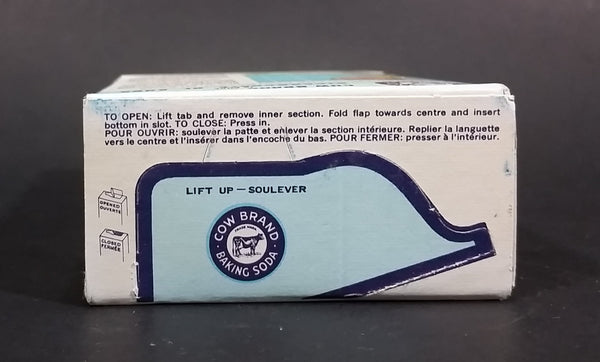 TO OPEN: Lift tab and remove inner section. Fold flap towards centre and insert
bottom in slot. TO CLOSE: Press in.
POUR OUVRIR: soulever la patte et enlever la section intérieure. Replier la languette
vers le centre et l'insérer dans l'encoche du bas. POUR FERMER: presser à l'intérieur.
LIFT UP — SOULEVER
OPENED
OUVERTE
CLOSED
FERMÉE
COW BRAND
BAKING SODA